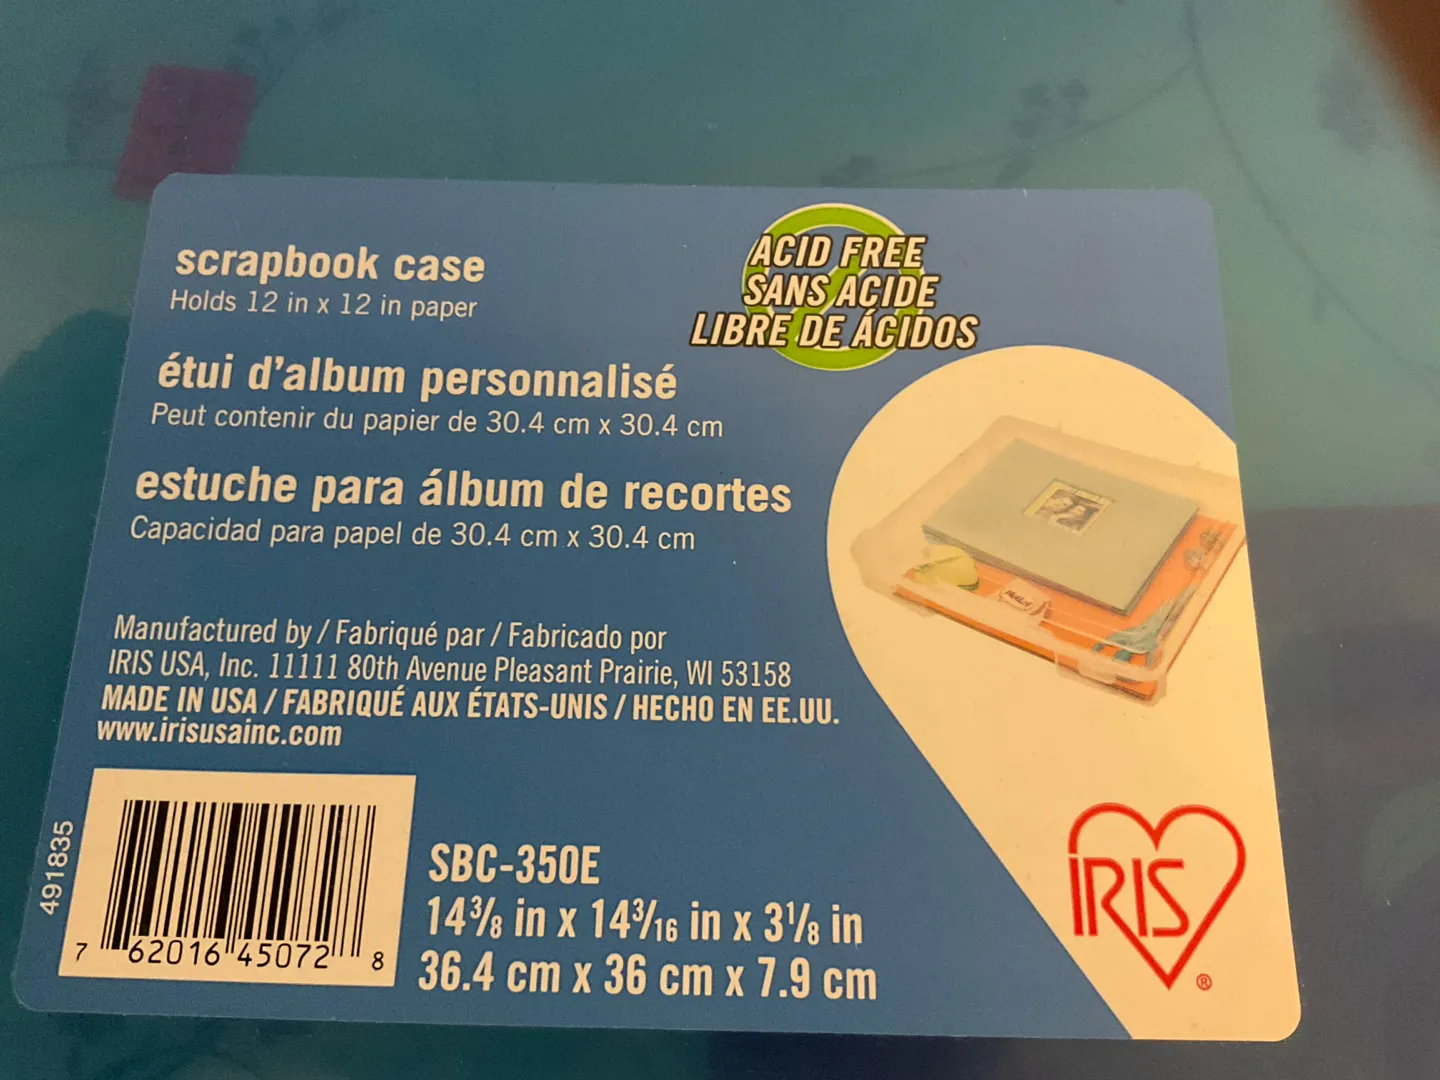 scrapbook case
Holds 12 in x 12 in paper
ACID FREE
SANS ACIDE
LIBRE DE ÁCIDOS
étui d'album personnalisé
Peut contenir du papier de 30.4 cm x 30.4 cm
estuche para álbum de recortes
Capacidad para papel de 30.4 cm x 30.4 cm
Manufactured by / Fabriqué par / Fabricado por
IRIS USA, Inc. 11111 80th Avenue Pleasant Prairie, WI 53158
MADE IN USA / FABRIQUÉ AUX ÉTATS-UNIS / HECHO EN EE.UU.
www.irisusainc.com
491835
7 62016 45072 8
SBC-350E
14⅜ in x 14 3/16 in x 3⅛ in
36.4 cm x 36 cm x 7.9 cm
IRIS®